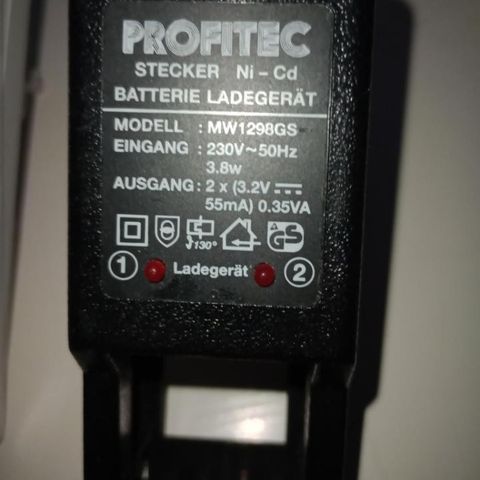 PROFITEC
STECKER Ni-Cd
BATTERIE LADEGERÄT
MODELL : MW1298GS
EINGANG : 230V~50Hz
3.8w
AUSGANG : 2 x (3.2V ⎓
55mA) 0.35VA
130° GS
1 Ladegerät 2